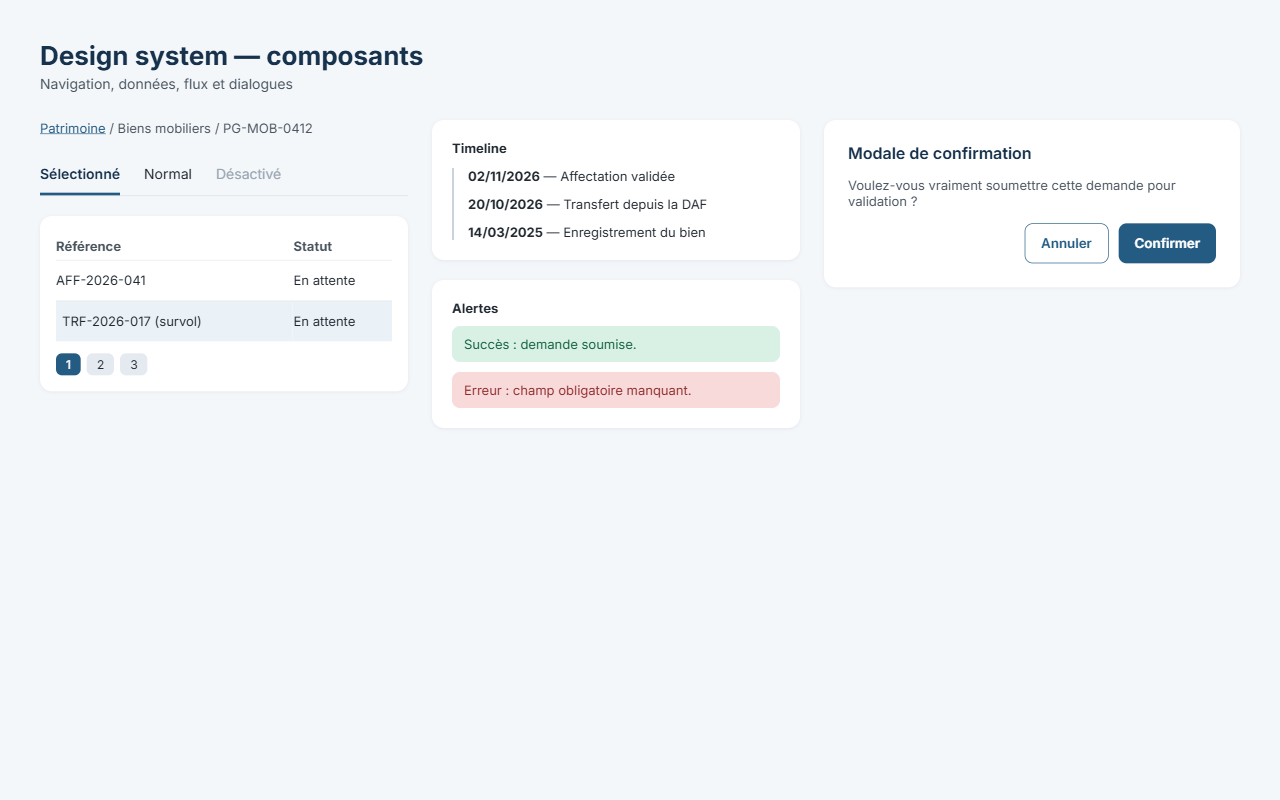 Design system — composants
Navigation, données, flux et dialogues
Patrimoine / Biens mobiliers / PG-MOB-0412
Sélectionné Normal Désactivé
Référence Statut
AFF-2026-041 En attente
TRF-2026-017 (survol) En attente
1 2 3
Timeline
02/11/2026 — Affectation validée
20/10/2026 — Transfert depuis la DAF
14/03/2025 — Enregistrement du bien
Alertes
Succès : demande soumise.
Erreur : champ obligatoire manquant.
Modale de confirmation
Voulez-vous vraiment soumettre cette demande pour
validation ?
Annuler Confirmer